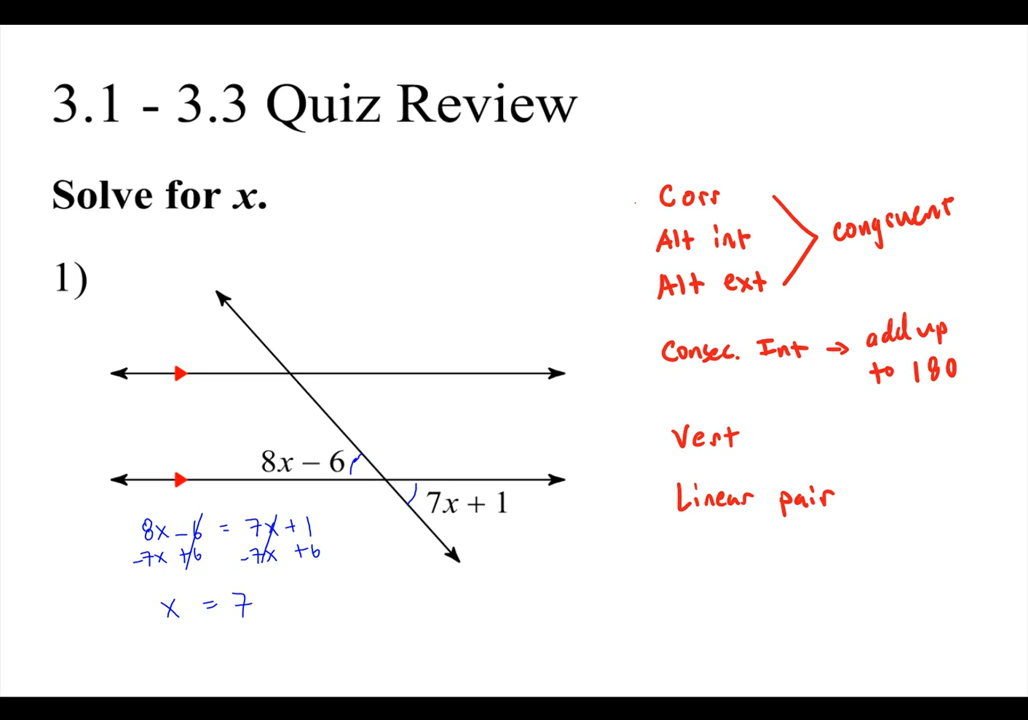 3.1 - 3.3 Quiz Review
Solve for x.
1)
8x – 6
7x + 1
8x – 6 = 7x + 1
-7x +6 -7x +6
x = 7
Corr
Alt int
Alt ext
congruent
Consec. Int → add up
to 180
Vert
Linear pair